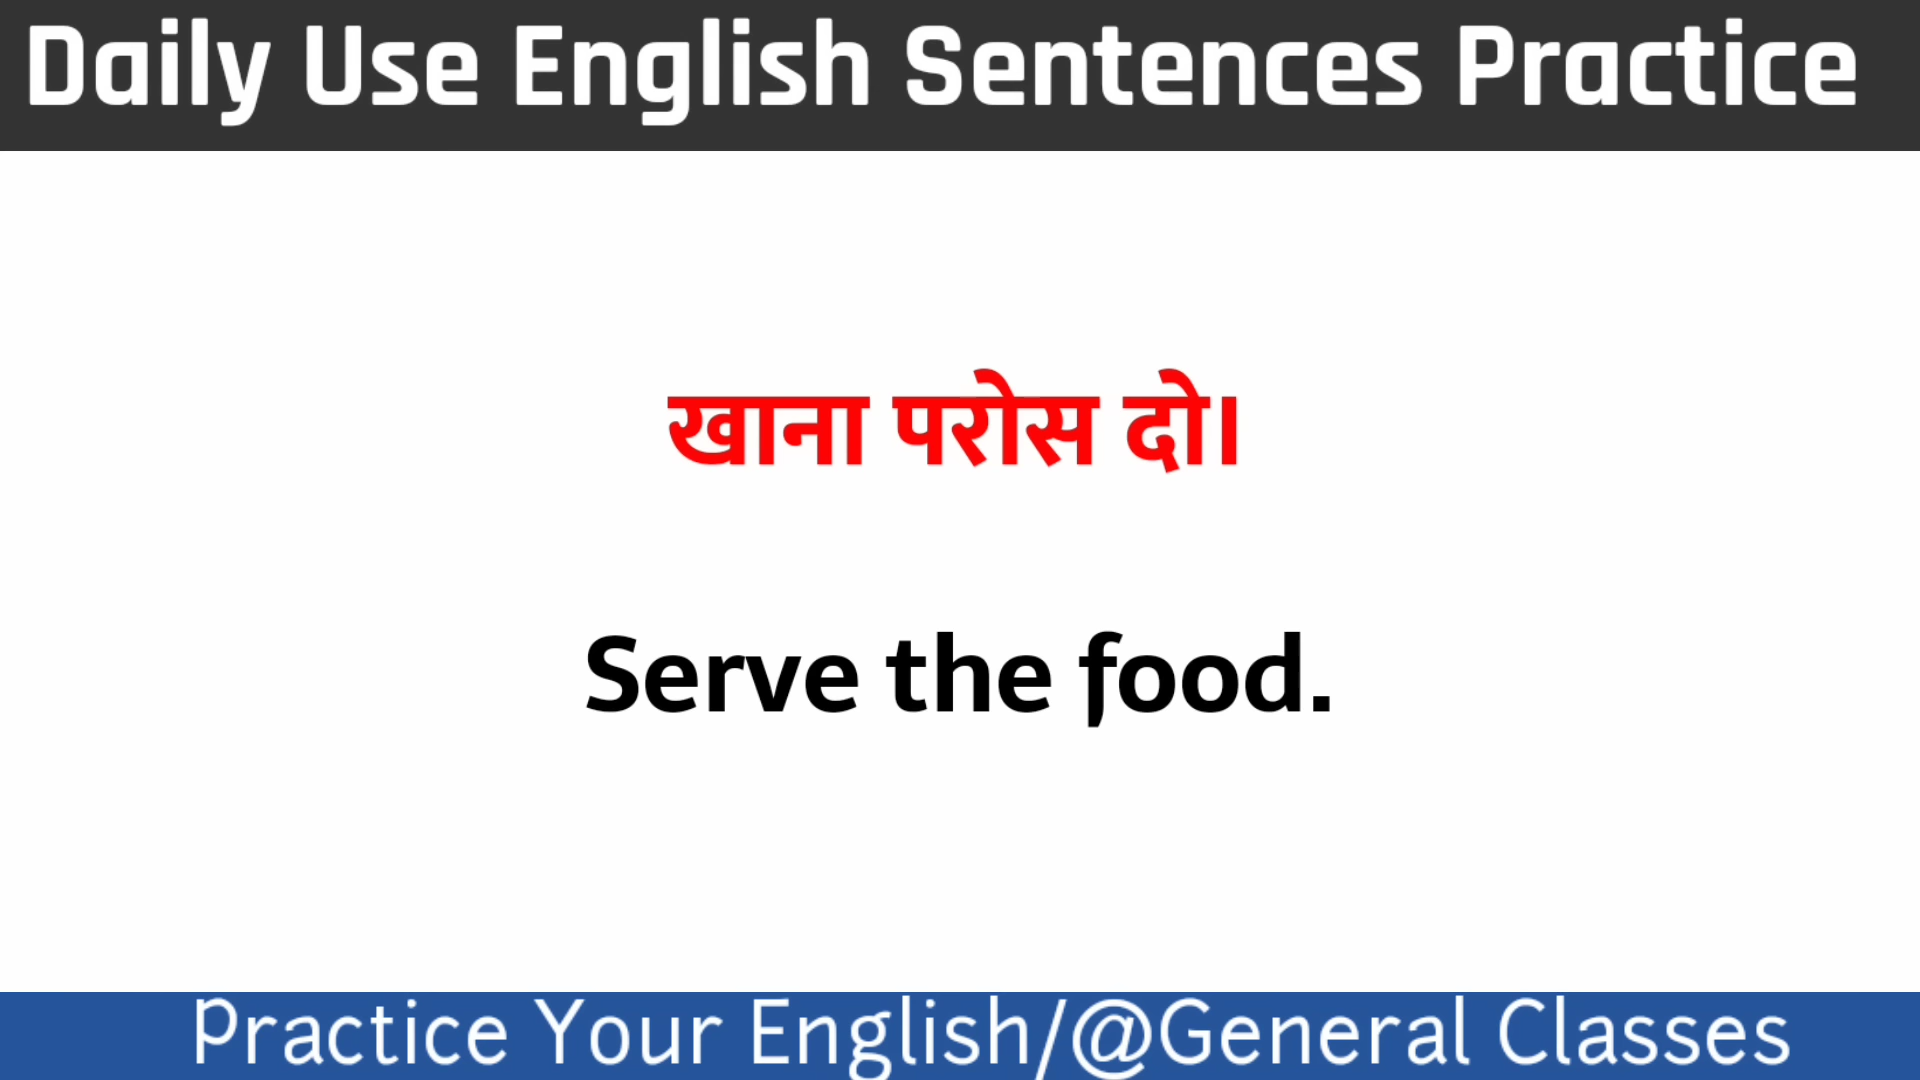 Daily Use English Sentences Practice
खाना परोस दो।
Serve the food.
Practice Your English/@General Classes